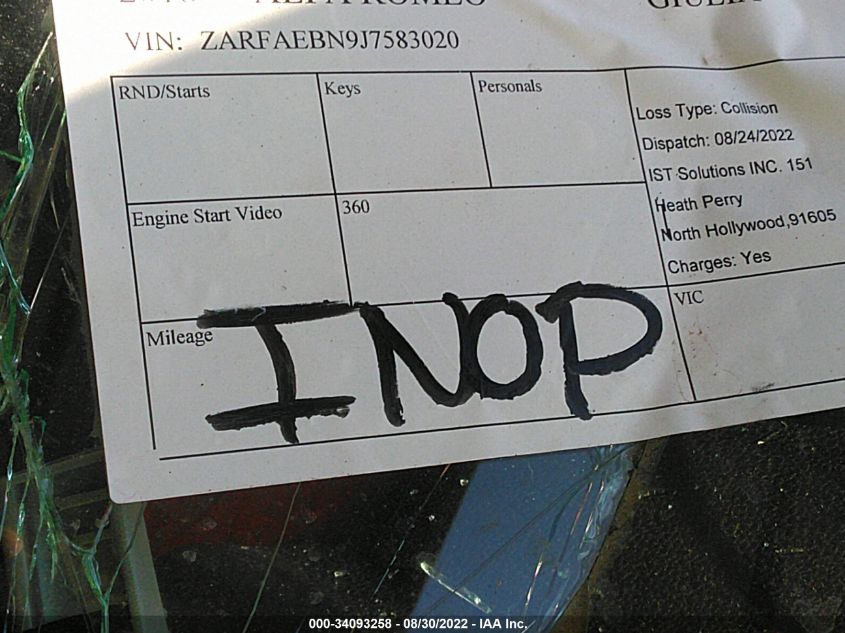 ALFA ROMEO
VIN: ZARFAEBN9J7583020
RND/Starts
Keys
Personals
Loss Type: Collision
Dispatch: 08/24/2022
IST Solutions INC. 151
Heath Perry
North Hollywood,91605
Charges: Yes
Engine Start Video
360
Mileage
INOP
VIC
000-34093258 - 08/30/2022 - IAA Inc.